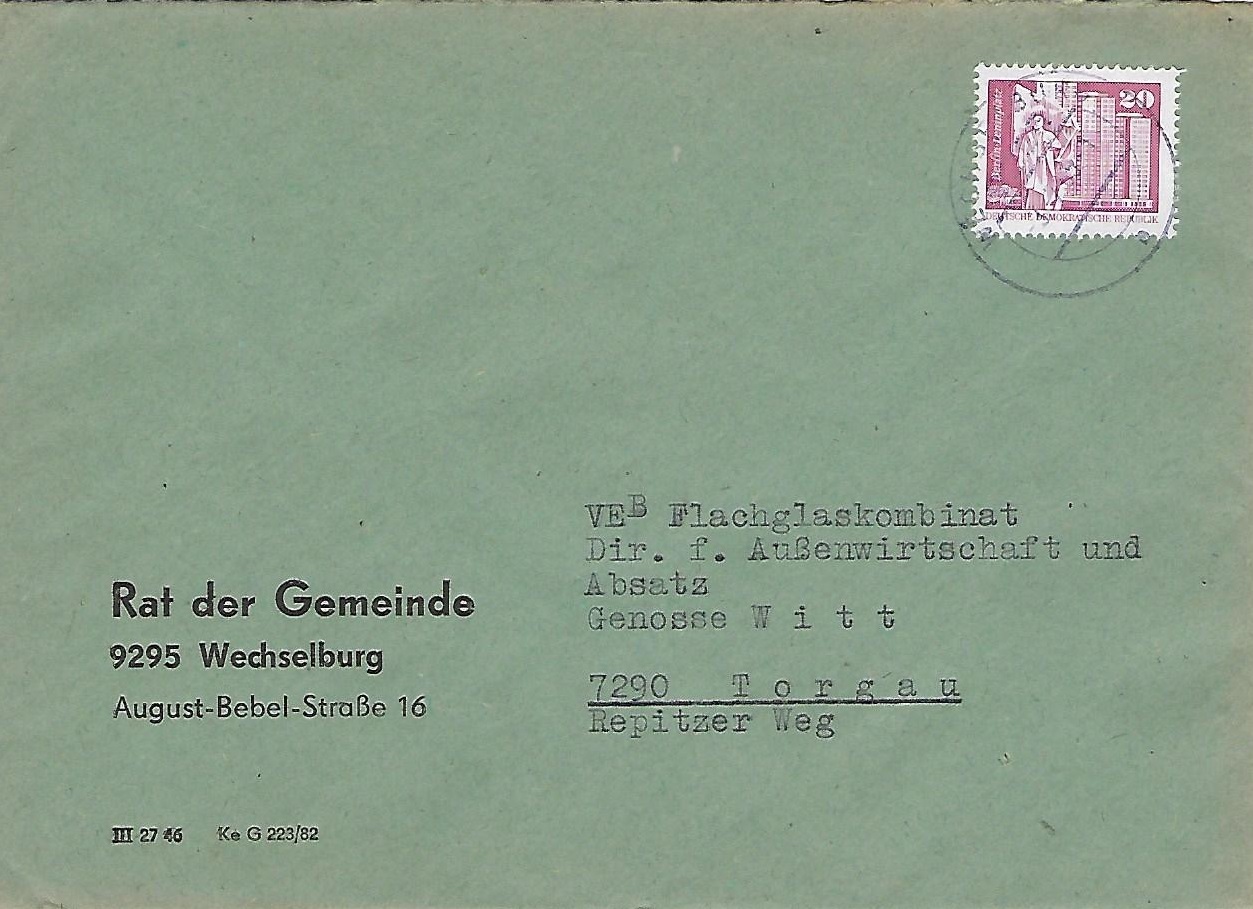 Berlin-Leninplatz
20
DEUTSCHE DEMOKRATISCHE REPUBLIK
VEB Flachglaskombinat
Dir. f. Außenwirtschaft und
Absatz
Genosse W i t t
7290 T o r g a u
Repitzer Weg
Rat der Gemeinde
9295 Wechselburg
August-Bebel-Straße 16
III 27 46 Ke G 223/82